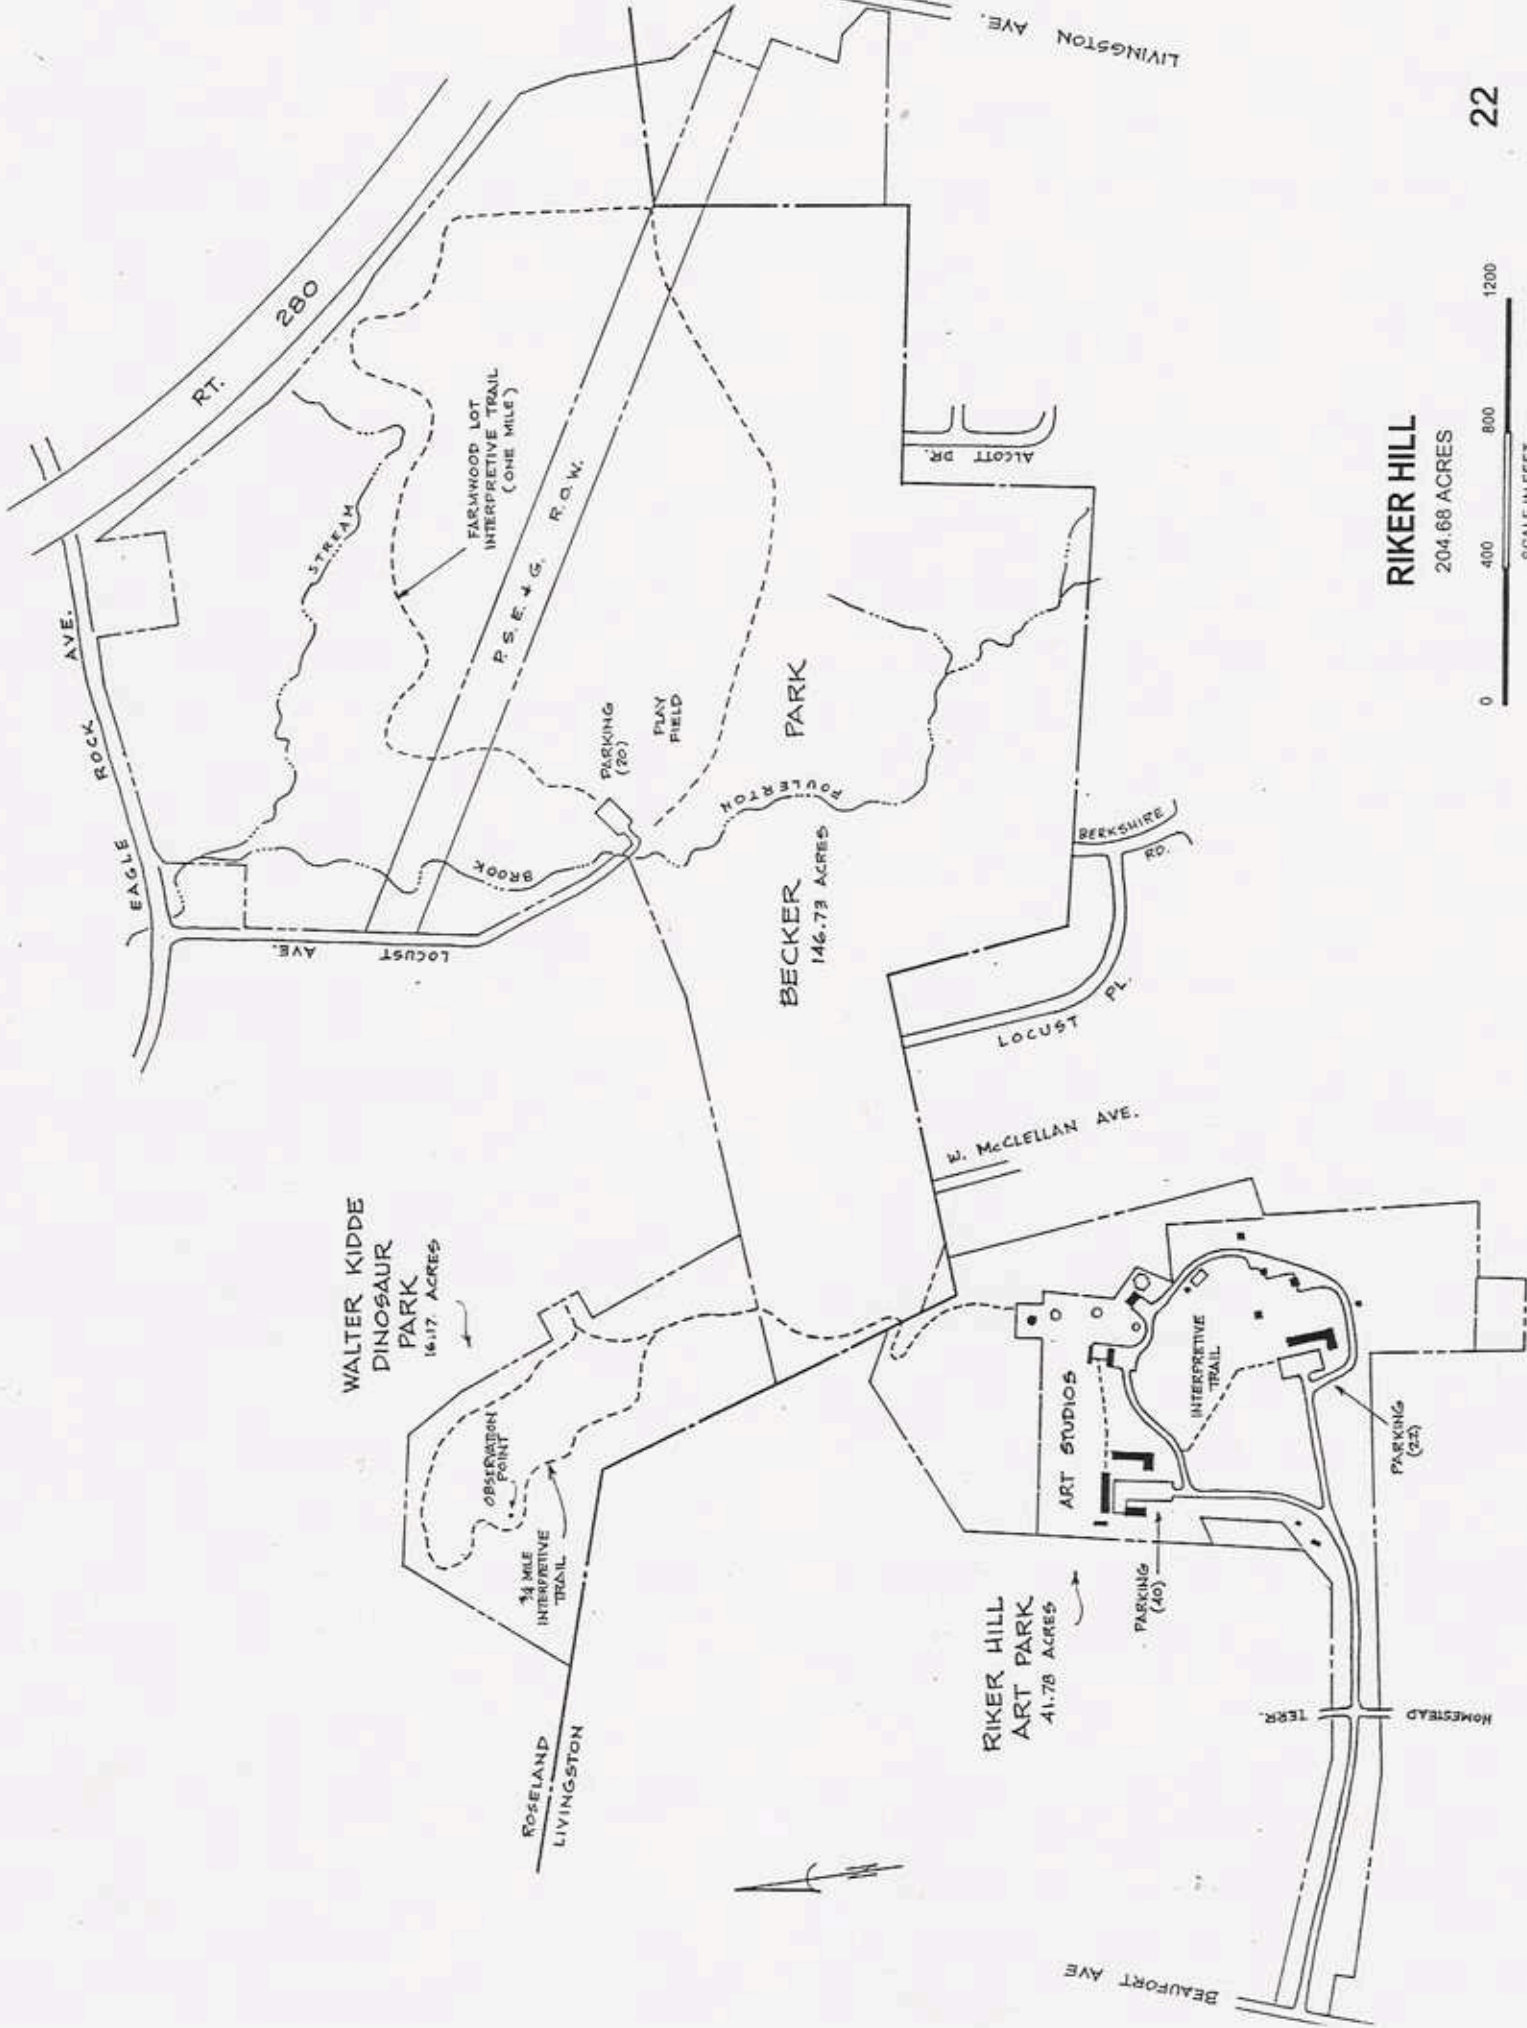 LIVINGSTON AVE.
22
RT. 280
EAGLE ROCK AVE.
STREAM
FARMWOOD LOT
INTERPRETIVE TRAIL
(ONE MILE)
P.S.E. & G. R.O.W.
PARKING
(20)
PLAY
FIELD
LOCUST AVE.
BROOK
FOULERTON
BECKER PARK
146.73 ACRES
ALCOTT DR.
BERKSHIRE
RD.
LOCUST PL.
W. McCLELLAN AVE.
WALTER KIDDE
DINOSAUR
PARK
16.17 ACRES
OBSERVATION
POINT
3/4 MILE
INTERPRETIVE
TRAIL
ROSELAND
LIVINGSTON
ART STUDIOS
INTERPRETIVE
TRAIL
PARKING
(22)
PARKING
(40)
RIKER HILL
ART PARK
41.78 ACRES
HOMESTEAD TERR.
BEAUFORT AVE
N
RIKER HILL
204.68 ACRES
0 400 800 1200
SCALE IN FEET